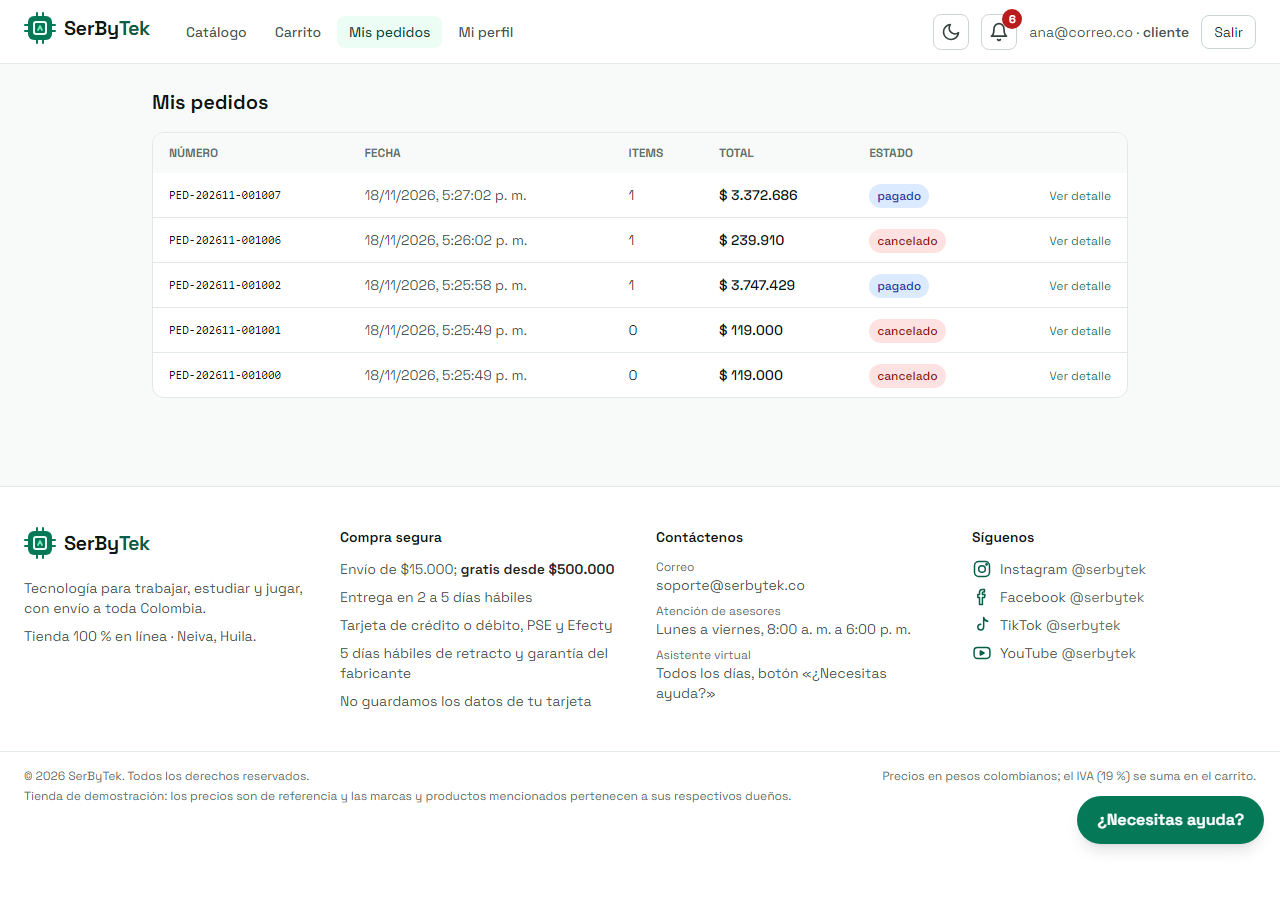 SerByTek
Catálogo
Carrito
Mis pedidos
Mi perfil
6
ana@correo.co · cliente
Salir
Mis pedidos
NÚMERO FECHA ITEMS TOTAL ESTADO
PED-202611-001007 18/11/2026, 5:27:02 p. m. 1 $ 3.372.686 pagado Ver detalle
PED-202611-001006 18/11/2026, 5:26:02 p. m. 1 $ 239.910 cancelado Ver detalle
PED-202611-001002 18/11/2026, 5:25:58 p. m. 1 $ 3.747.429 pagado Ver detalle
PED-202611-001001 18/11/2026, 5:25:49 p. m. 0 $ 119.000 cancelado Ver detalle
PED-202611-001000 18/11/2026, 5:25:49 p. m. 0 $ 119.000 cancelado Ver detalle
SerByTek
Tecnología para trabajar, estudiar y jugar,
con envío a toda Colombia.
Tienda 100 % en línea · Neiva, Huila.
Compra segura
Envío de $15.000; gratis desde $500.000
Entrega en 2 a 5 días hábiles
Tarjeta de crédito o débito, PSE y Efecty
5 días hábiles de retracto y garantía del
fabricante
No guardamos los datos de tu tarjeta
Contáctenos
Correo
soporte@serbytek.co
Atención de asesores
Lunes a viernes, 8:00 a. m. a 6:00 p. m.
Asistente virtual
Todos los días, botón «¿Necesitas
ayuda?»
Síguenos
Instagram @serbytek
Facebook @serbytek
TikTok @serbytek
YouTube @serbytek
© 2026 SerByTek. Todos los derechos reservados.
Precios en pesos colombianos; el IVA (19 %) se suma en el carrito.
Tienda de demostración: los precios son de referencia y las marcas y productos mencionados pertenecen a sus respectivos dueños.
¿Necesitas ayuda?